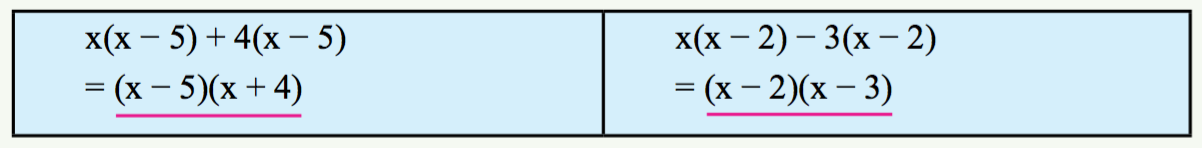 x(x − 5) + 4(x − 5)
= (x − 5)(x + 4)
x(x − 2) − 3(x − 2)
= (x − 2)(x − 3)